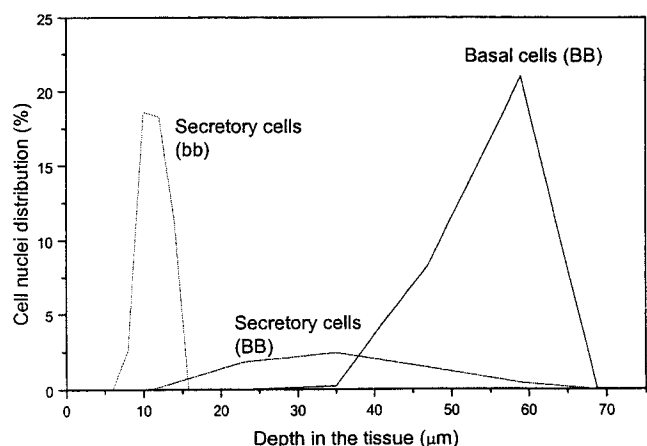 Cell nuclei distribution (%)
25
20
15
10
5
0
Basal cells (BB)
Secretory cells
(bb)
Secretory cells
(BB)
0 10 20 30 40 50 60 70
Depth in the tissue (μm)